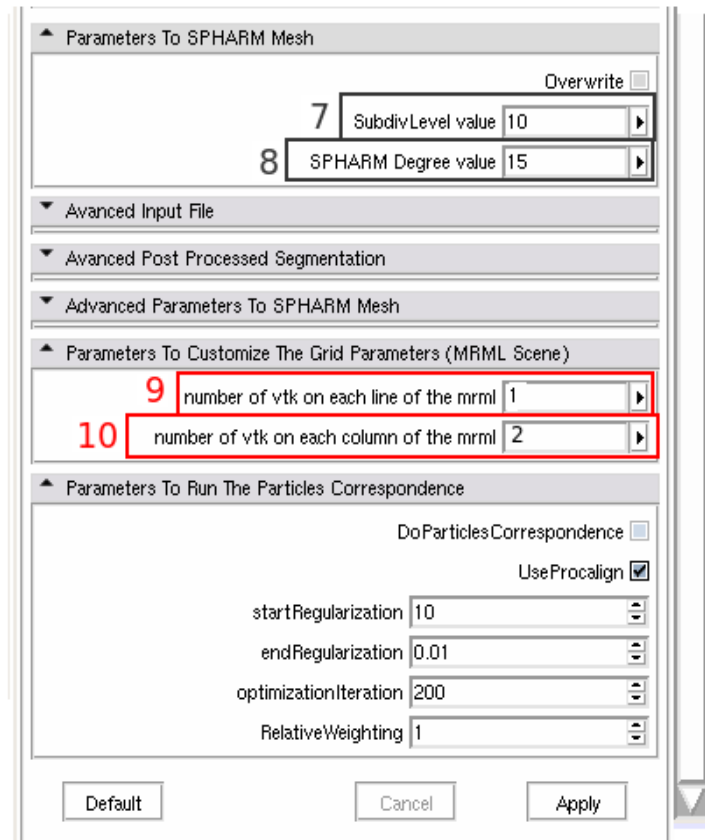 Parameters To SPHARM Mesh
Overwrite
7 SubdivLevel value 10
8 SPHARM Degree value 15
Avanced Input File
Avanced Post Processed Segmentation
Advanced Parameters To SPHARM Mesh
Parameters To Customize The Grid Parameters (MRML Scene)
9 number of vtk on each line of the mrml 1
10 number of vtk on each column of the mrml 2
Parameters To Run The Particles Correspondence
DoParticlesCorrespondence
UseProcalign
startRegularization 10
endRegularization 0.01
optimizationIteration 200
RelativeWeighting 1
Default Cancel Apply